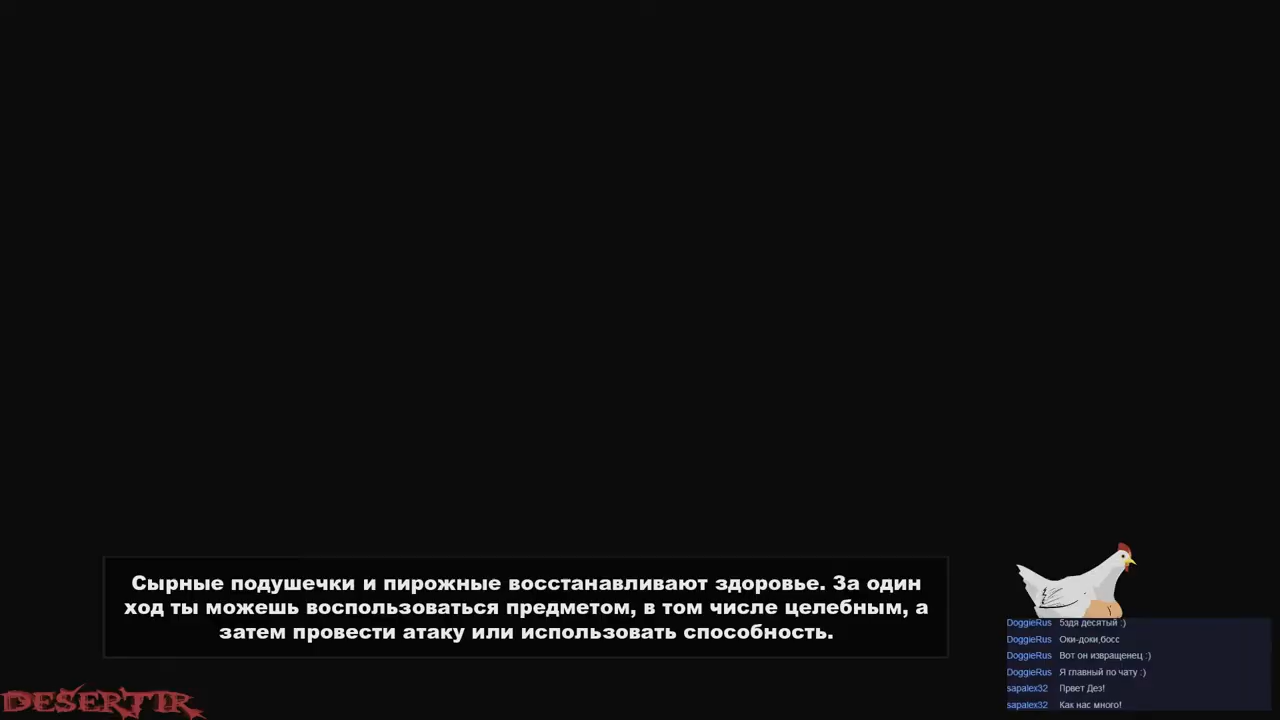 Сырные подушечки и пирожные восстанавливают здоровье. За один
ход ты можешь воспользоваться предметом, в том числе целебным, а
затем провести атаку или использовать способность.
DoggieRus 5здя десятый :)
DoggieRus Оки-доки,босс
DoggieRus Вот он извращенец :)
DoggieRus Я главный по чату :)
sapalex32 Првет Дез!
sapalex32 Как нас много!
DESERTIR